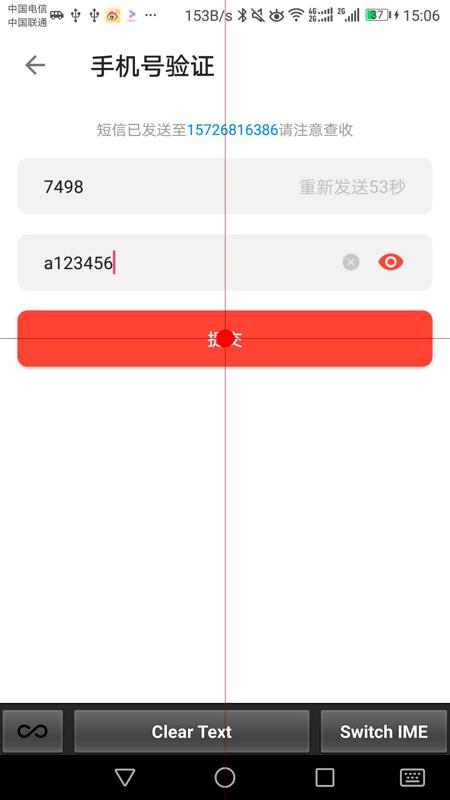 中国电信
中国联通
153B/s 4G 2G 2G 37 15:06
手机号验证
短信已发送至15726816386请注意查收
7498 重新发送53秒
a123456
提交
Clear Text Switch IME